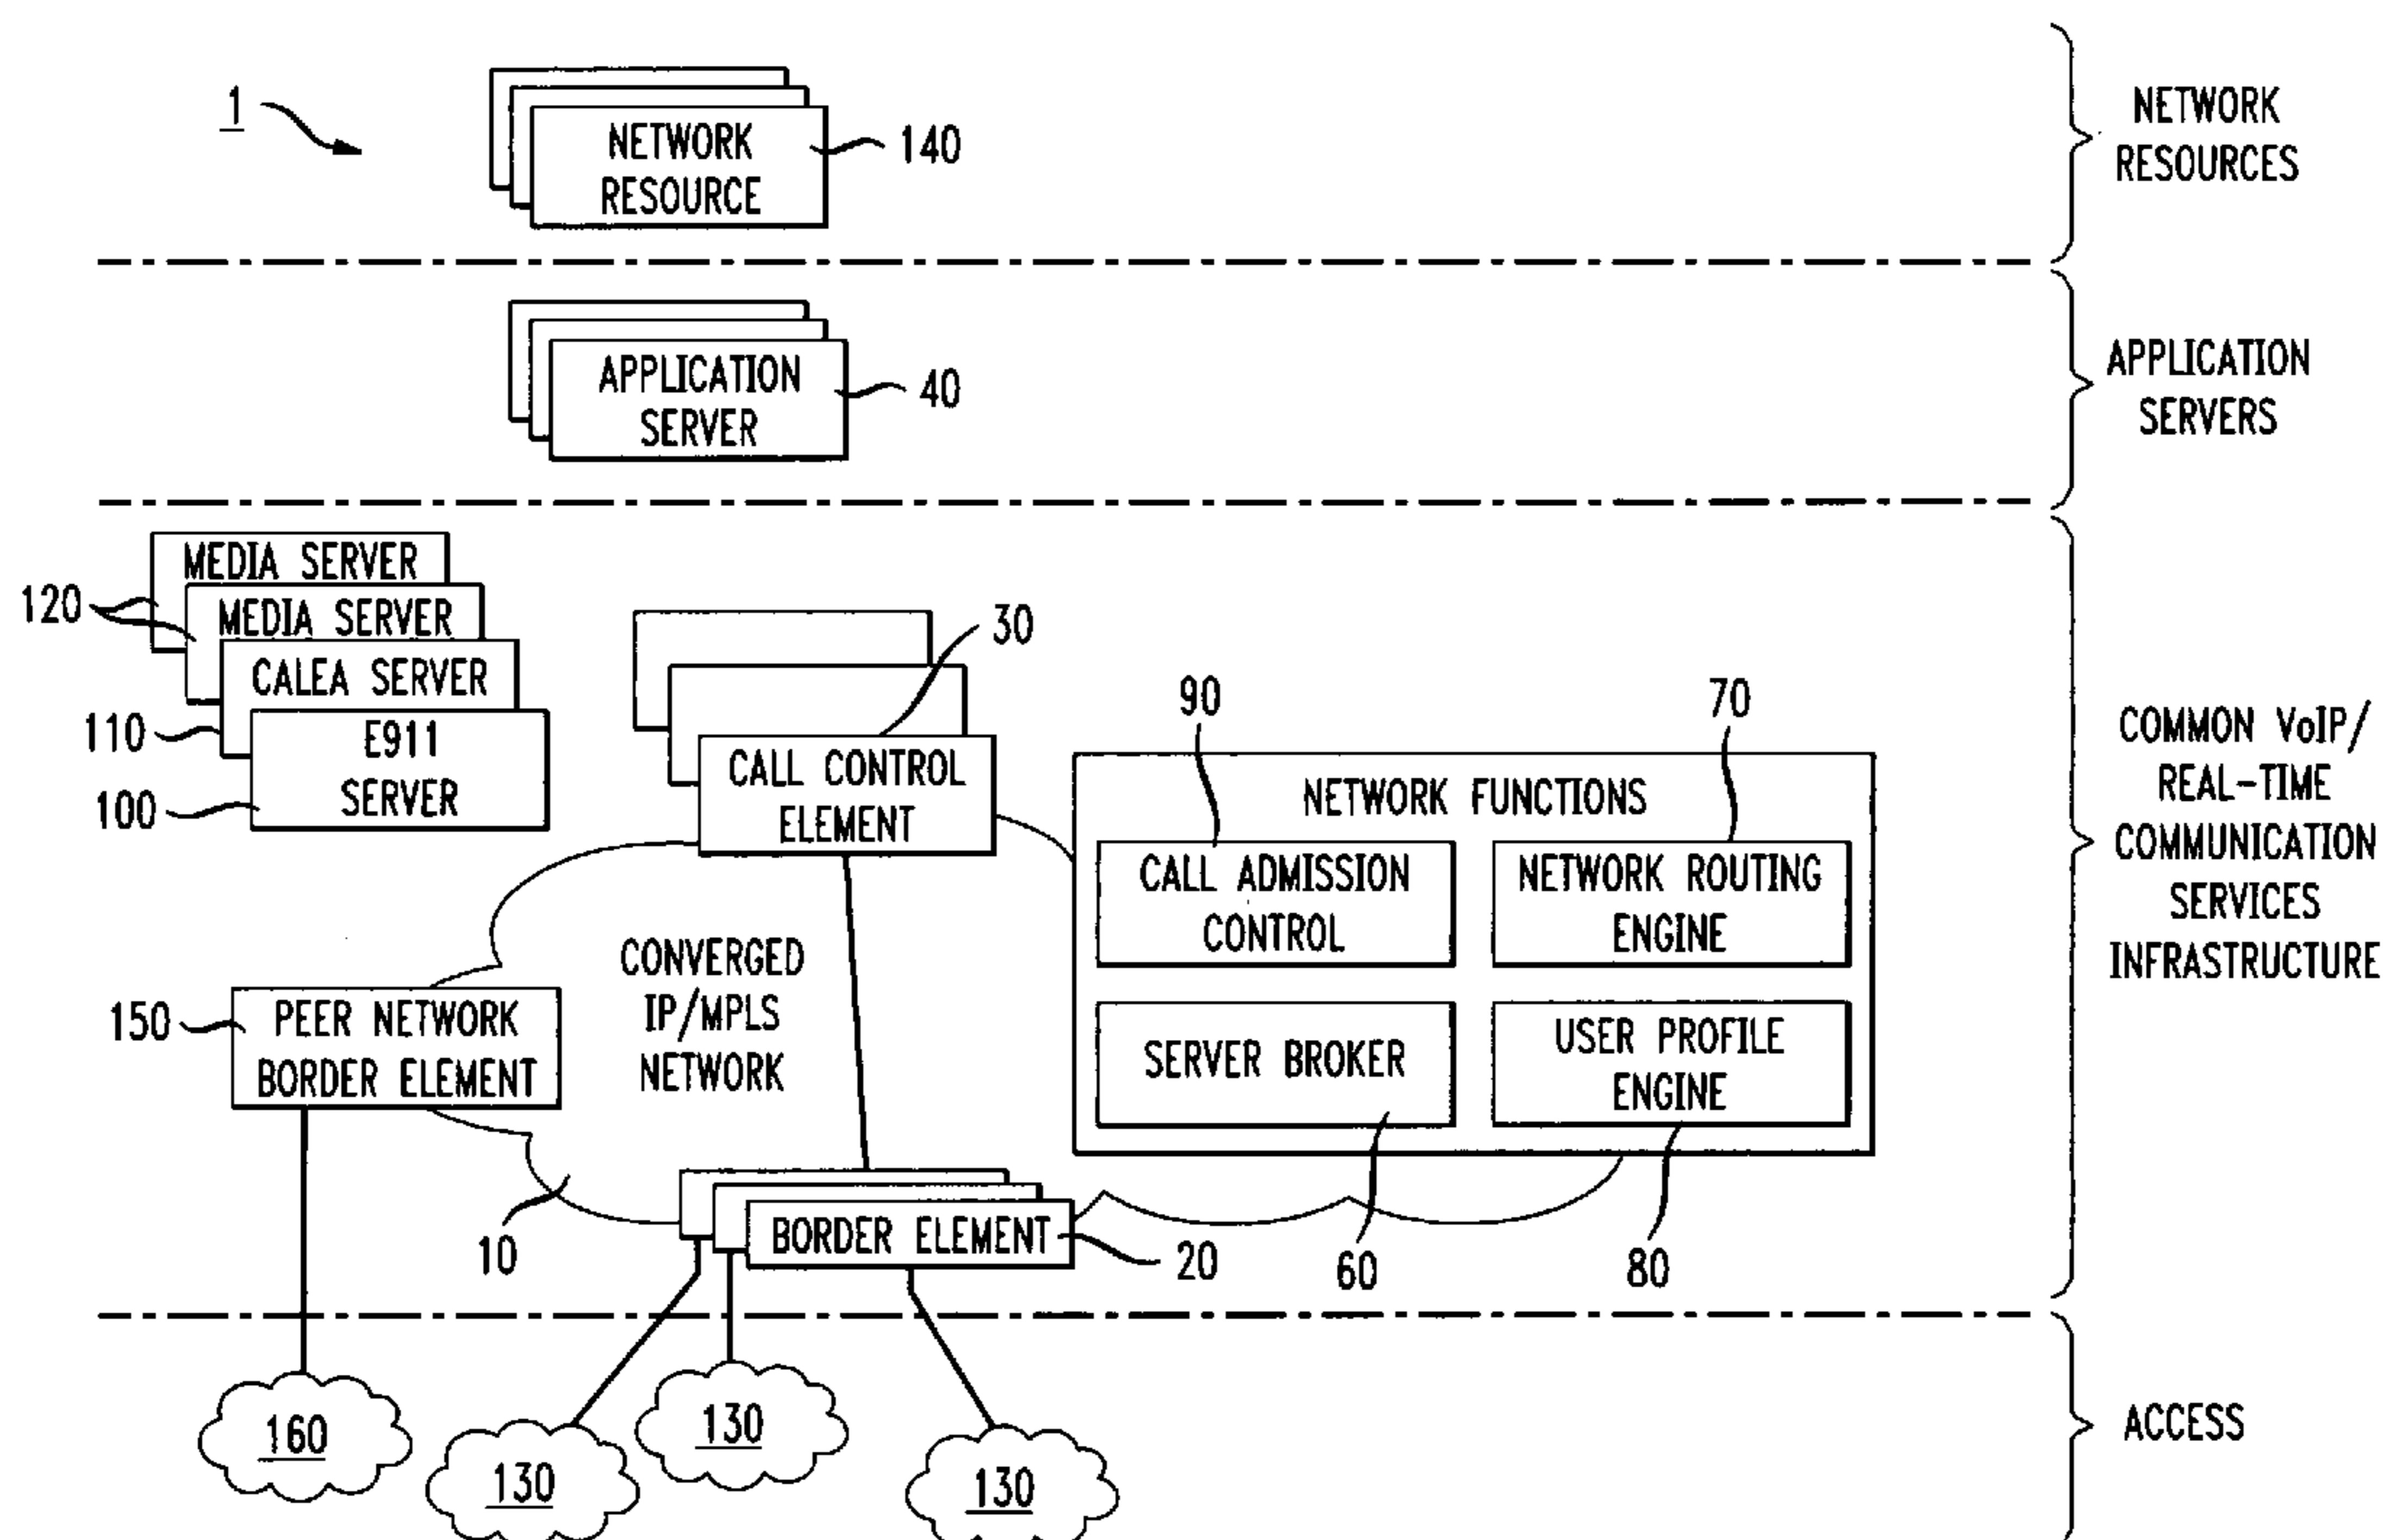 1
NETWORK
RESOURCE
140
NETWORK
RESOURCES
APPLICATION
SERVER
40
APPLICATION
SERVERS
MEDIA SERVER
MEDIA SERVER
120
CALEA SERVER
110
E911
SERVER
100
30
CALL CONTROL
ELEMENT
90
70
NETWORK FUNCTIONS
CALL ADMISSION
CONTROL
NETWORK ROUTING
ENGINE
SERVER BROKER
USER PROFILE
ENGINE
60
80
COMMON VoIP/
REAL-TIME
COMMUNICATION
SERVICES
INFRASTRUCTURE
CONVERGED
IP/MPLS
NETWORK
150
PEER NETWORK
BORDER ELEMENT
10
BORDER ELEMENT
20
160
130
130
130
ACCESS